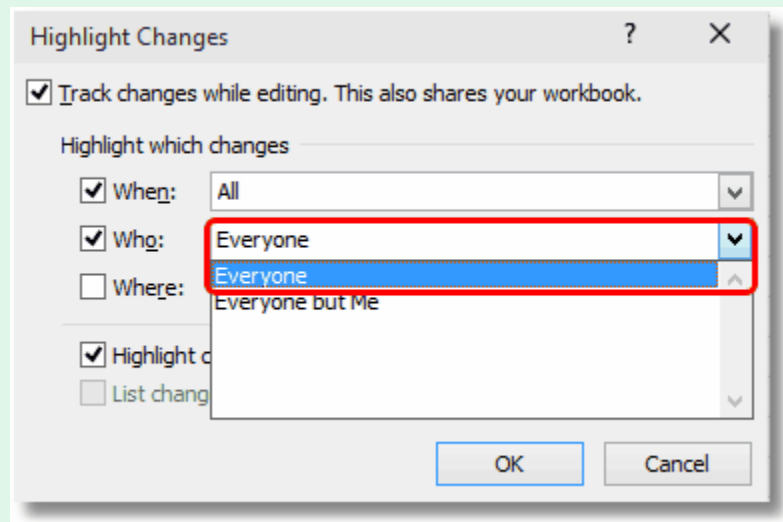 Highlight Changes ? ×
Track changes while editing. This also shares your workbook.
Highlight which changes
When: All
Who: Everyone
Everyone
Where:
Everyone but Me
Highlight
List chang
OK Cancel